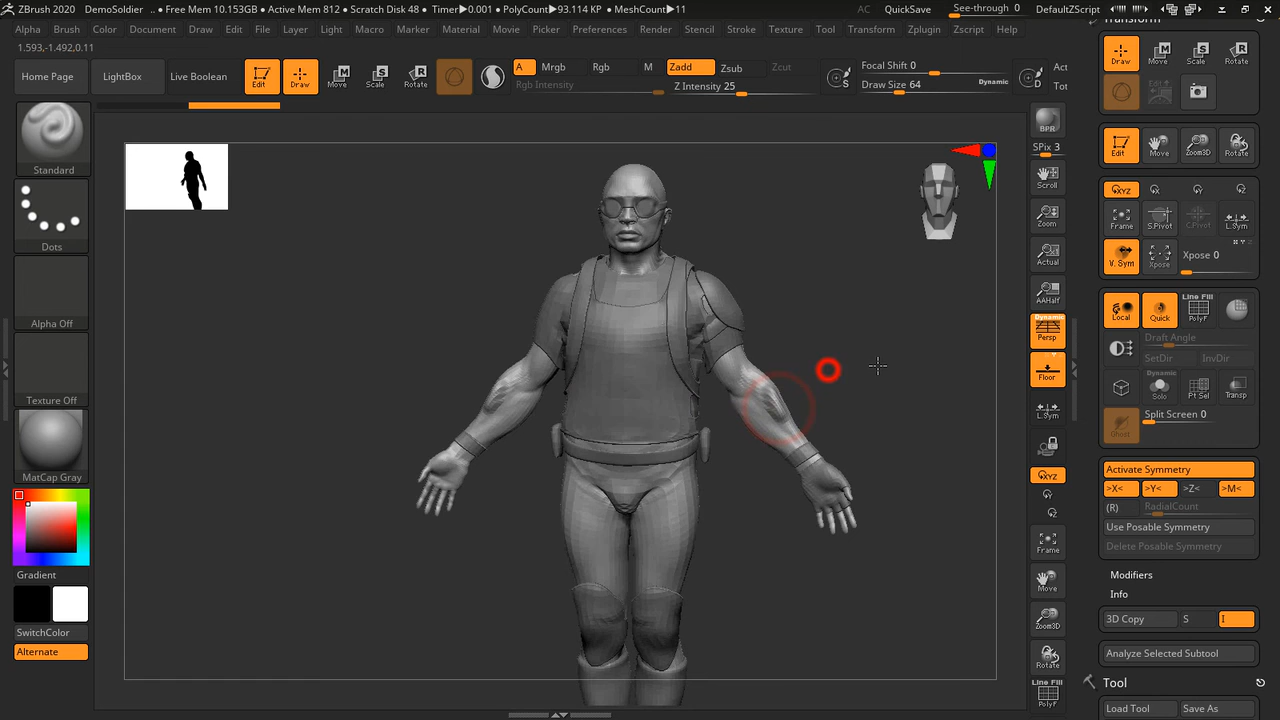 ZBrush 2020 DemoSoldier .. ● Free Mem 10.153GB ● Active Mem 812 ● Scratch Disk 48 ● Timer▶0.001 ● PolyCount▶93.114 KP ● MeshCount▶11 AC QuickSave See-through 0 DefaultZScript
Alpha Brush Color Document Draw Edit File Layer Light Macro Marker Material Movie Picker Preferences Render Stencil Stroke Texture Tool Transform Zplugin Zscript Help
1.593,-1.492,0.11
Home Page LightBox Live Boolean Edit Draw Move Scale Rotate
A Mrgb Rgb M Zadd Zsub Zcut
Rgb Intensity Z Intensity 25
Focal Shift 0
Draw Size 64 Dynamic
S D
Act
Tot
Standard
Dots
Alpha Off
Texture Off
MatCap Gray
Gradient
SwitchColor
Alternate
BPR
SPix 3
Scroll
Zoom
Actual
AAHalf
Dynamic
Persp
Floor
L.Sym
XYZ
Frame
Move
Zoom3D
Rotate
Line Fill
PolyF
Transform
Draw Move Scale Rotate
Edit
Edit Move Zoom3D Rotate
XYZ
Frame S.Pivot C.Pivot L.Sym
V. Sym Xpose Xpose 0
Local Quick Line Fill PolyF
Draft Angle
SetDir InvDir
Dynamic
Solo Pt Sel Transp
Ghost Split Screen 0
Activate Symmetry
>X< >Y< >Z< >M<
(R) RadialCount
Use Posable Symmetry
Delete Posable Symmetry
Modifiers
Info
3D Copy S I
Analyze Selected Subtool
Tool
Load Tool Save As